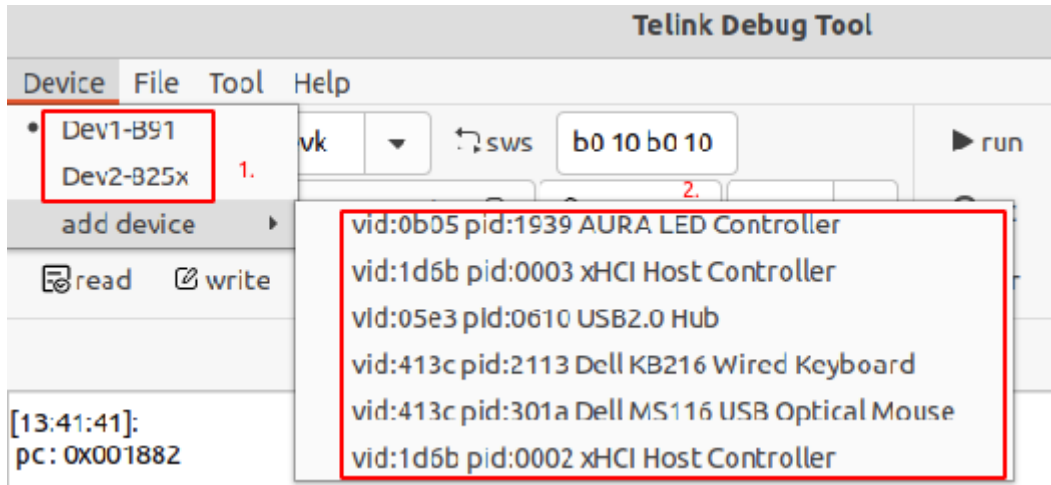 Telink Debug Tool
Device File Tool Help
Dev1-B91
Dev2-B25x
1.
vk
sws
b0 10 b0 10
run
2.
add device
vid:0b05 pid:1939 AURA LED Controller
vid:1d6b pid:0003 xHCI Host Controller
vid:05e3 pid:0610 USB2.0 Hub
vid:413c pid:2113 Dell KB216 Wired Keyboard
vid:413c pid:301a Dell MS116 USB Optical Mouse
vid:1d6b pid:0002 xHCI Host Controller
read write
[13:41:41]:
pc: 0x001882